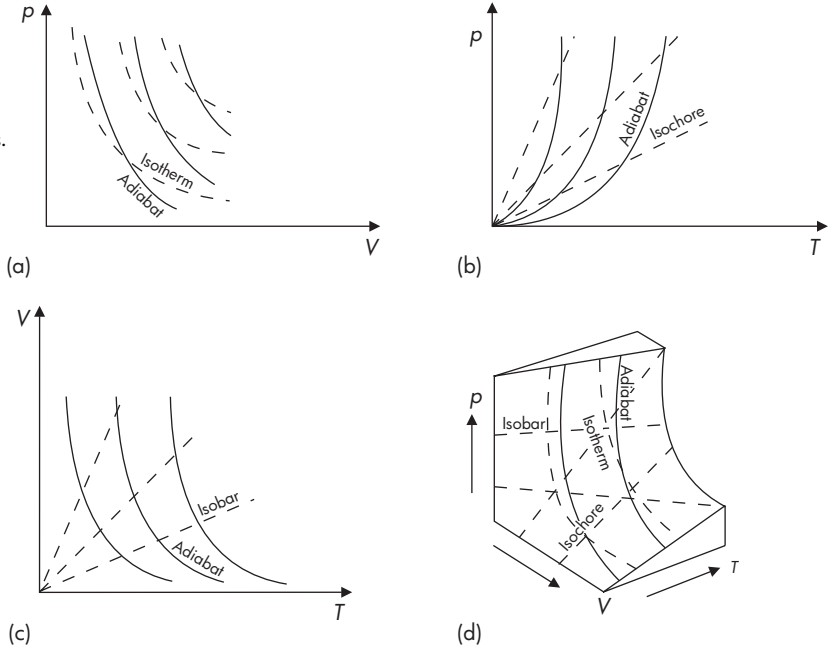 p
Isotherm
Adiabat
V
(a)
p
Adiabat
Isochore
T
(b)
V
Isobar
Adiabat
T
(c)
p
Isobar
Isotherm
Adiabat
Isochore
V
T
(d)